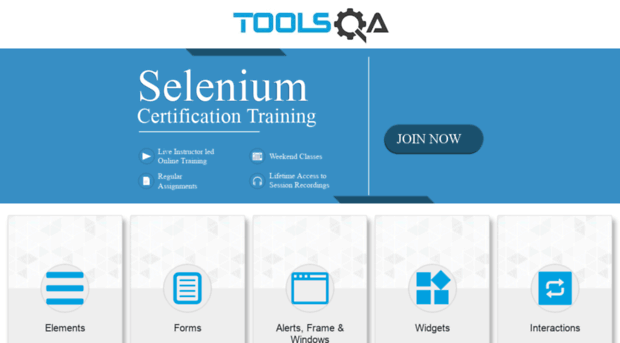 TOOLSQA
Selenium
Certification Training
Live Instructor led
Online Training
Weekend Classes
Regular
Assignments
Lifetime Access to
Session Recordings
JOIN NOW
Elements
Forms
Alerts, Frame &
Windows
Widgets
Interactions